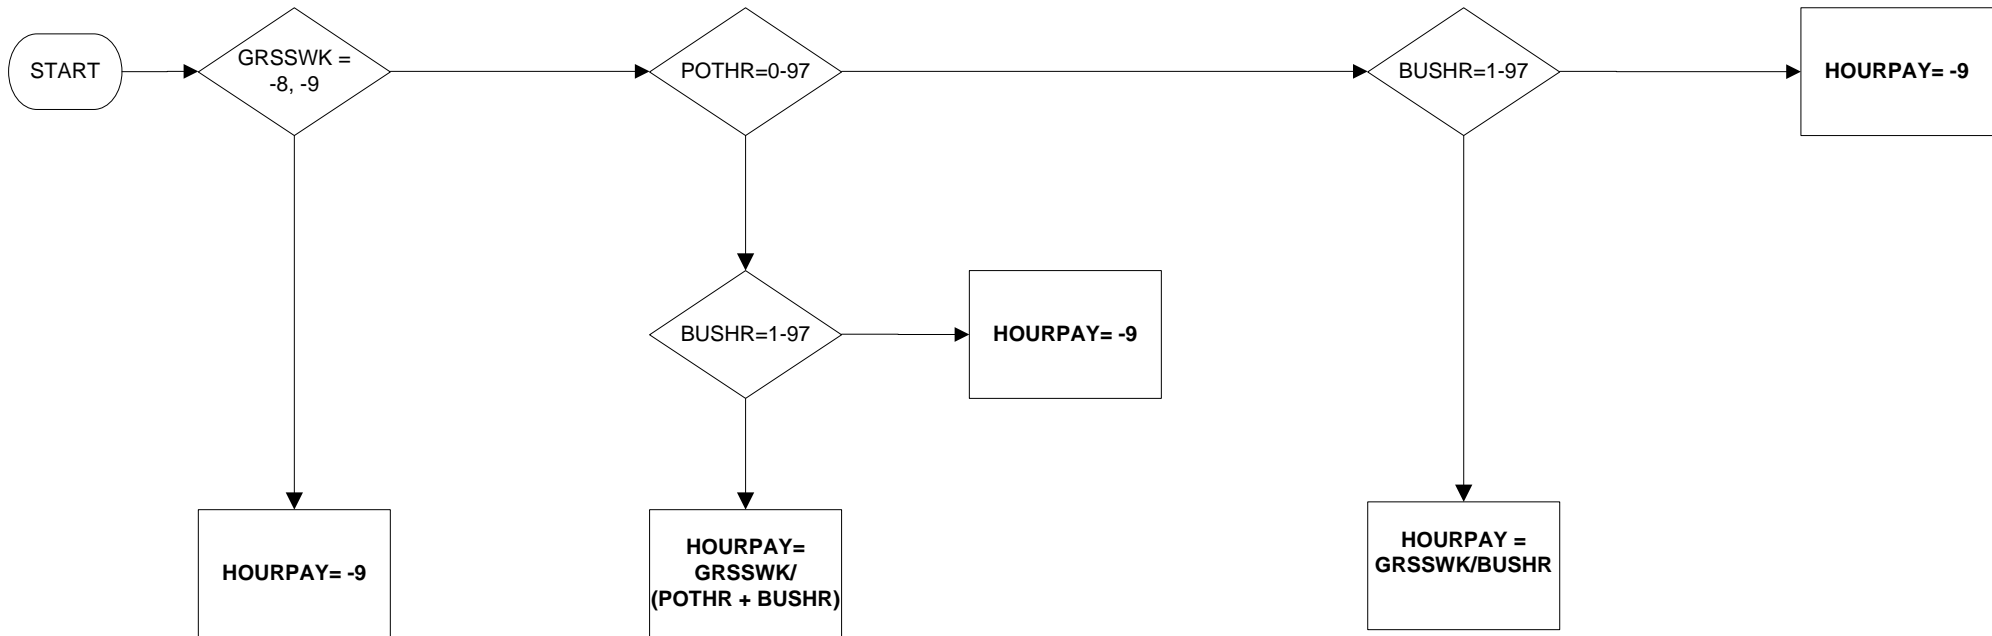 START
GRSSWK =
-8, -9
POTHR=0-97
BUSHR=1-97
HOURPAY= -9
BUSHR=1-97
HOURPAY= -9
HOURPAY= -9
HOURPAY=
GRSSWK/
(POTHR + BUSHR)
HOURPAY =
GRSSWK/BUSHR